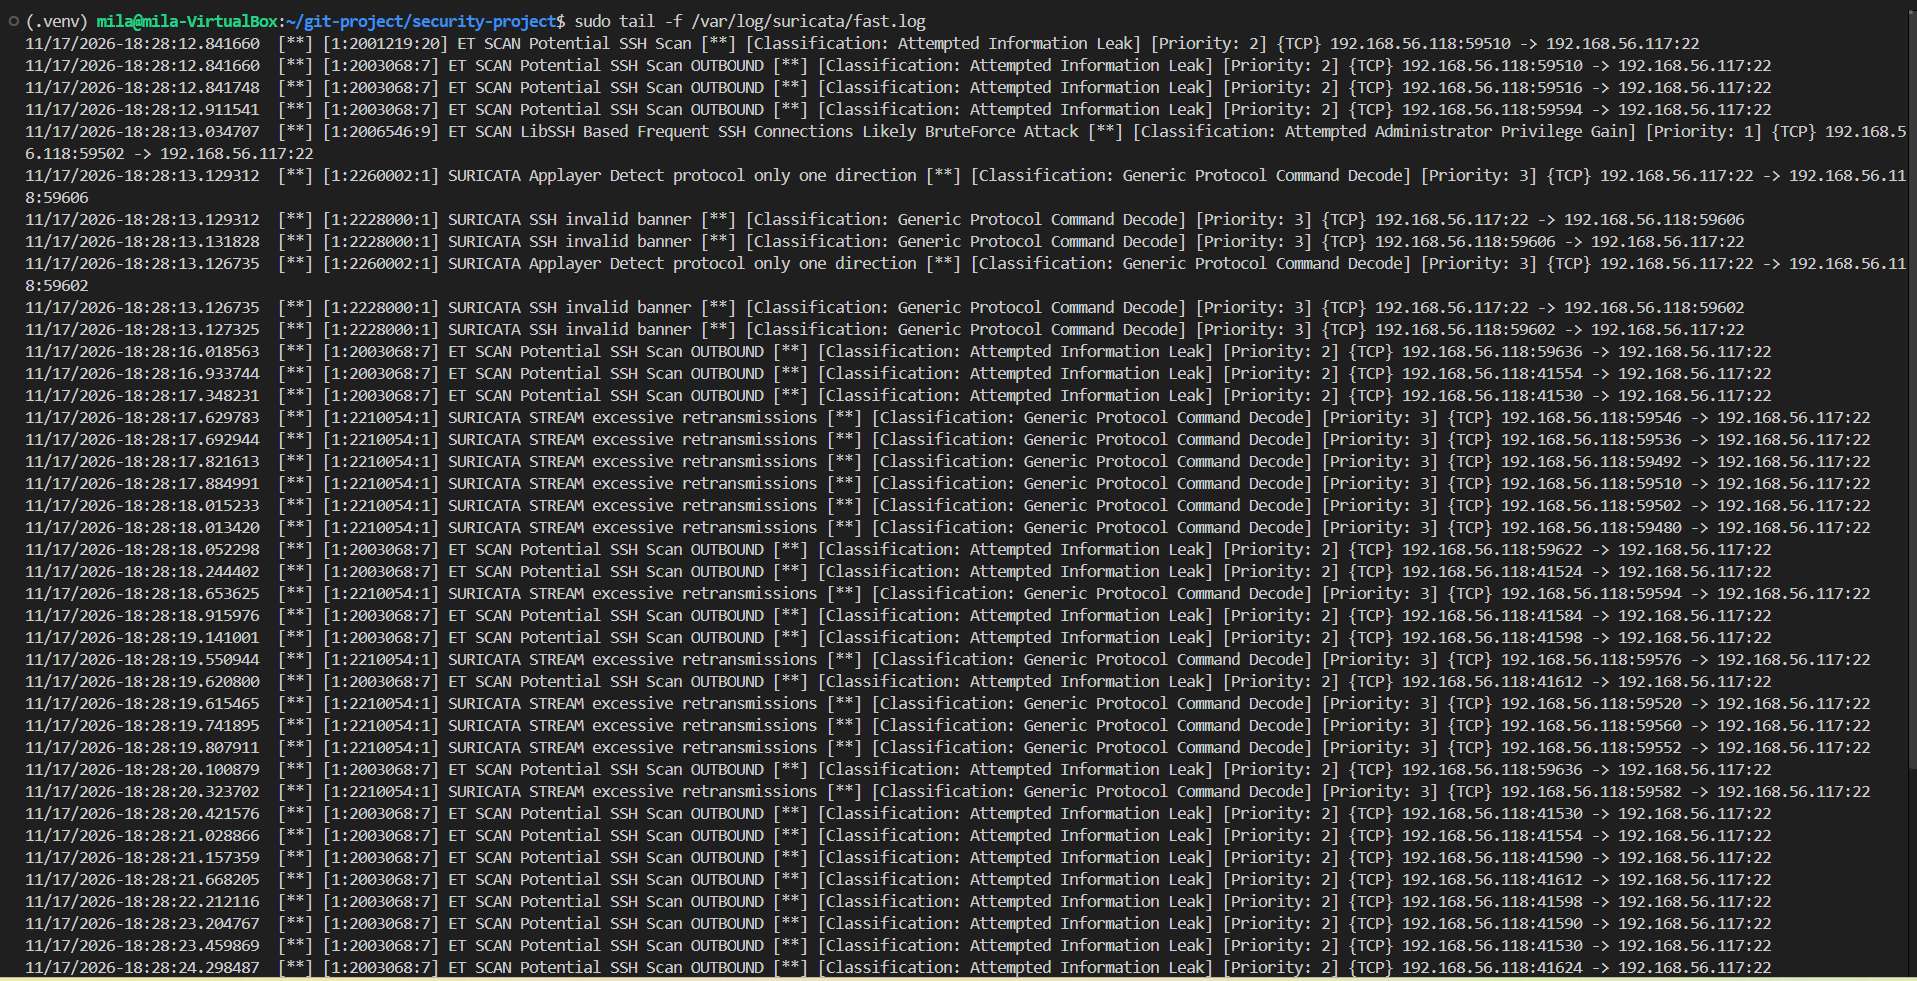 (.venv) mila@mila-VirtualBox:~/git-project/security-project$ sudo tail -f /var/log/suricata/fast.log
11/17/2026-18:28:12.841660  [**] [1:2001219:20] ET SCAN Potential SSH Scan [**] [Classification: Attempted Information Leak] [Priority: 2] {TCP} 192.168.56.118:59510 -> 192.168.56.117:22
11/17/2026-18:28:12.841660  [**] [1:2003068:7] ET SCAN Potential SSH Scan OUTBOUND [**] [Classification: Attempted Information Leak] [Priority: 2] {TCP} 192.168.56.118:59510 -> 192.168.56.117:22
11/17/2026-18:28:12.841748  [**] [1:2003068:7] ET SCAN Potential SSH Scan OUTBOUND [**] [Classification: Attempted Information Leak] [Priority: 2] {TCP} 192.168.56.118:59516 -> 192.168.56.117:22
11/17/2026-18:28:12.911541  [**] [1:2003068:7] ET SCAN Potential SSH Scan OUTBOUND [**] [Classification: Attempted Information Leak] [Priority: 2] {TCP} 192.168.56.118:59594 -> 192.168.56.117:22
11/17/2026-18:28:13.034707  [**] [1:2006546:9] ET SCAN LibSSH Based Frequent SSH Connections Likely BruteForce Attack [**] [Classification: Attempted Administrator Privilege Gain] [Priority: 1] {TCP} 192.168.5
6.118:59502 -> 192.168.56.117:22
11/17/2026-18:28:13.129312  [**] [1:2260002:1] SURICATA Applayer Detect protocol only one direction [**] [Classification: Generic Protocol Command Decode] [Priority: 3] {TCP} 192.168.56.117:22 -> 192.168.56.11
8:59606
11/17/2026-18:28:13.129312  [**] [1:2228000:1] SURICATA SSH invalid banner [**] [Classification: Generic Protocol Command Decode] [Priority: 3] {TCP} 192.168.56.117:22 -> 192.168.56.118:59606
11/17/2026-18:28:13.131828  [**] [1:2228000:1] SURICATA SSH invalid banner [**] [Classification: Generic Protocol Command Decode] [Priority: 3] {TCP} 192.168.56.118:59606 -> 192.168.56.117:22
11/17/2026-18:28:13.126735  [**] [1:2260002:1] SURICATA Applayer Detect protocol only one direction [**] [Classification: Generic Protocol Command Decode] [Priority: 3] {TCP} 192.168.56.117:22 -> 192.168.56.11
8:59602
11/17/2026-18:28:13.126735  [**] [1:2228000:1] SURICATA SSH invalid banner [**] [Classification: Generic Protocol Command Decode] [Priority: 3] {TCP} 192.168.56.117:22 -> 192.168.56.118:59602
11/17/2026-18:28:13.127325  [**] [1:2228000:1] SURICATA SSH invalid banner [**] [Classification: Generic Protocol Command Decode] [Priority: 3] {TCP} 192.168.56.118:59602 -> 192.168.56.117:22
11/17/2026-18:28:16.018563  [**] [1:2003068:7] ET SCAN Potential SSH Scan OUTBOUND [**] [Classification: Attempted Information Leak] [Priority: 2] {TCP} 192.168.56.118:59636 -> 192.168.56.117:22
11/17/2026-18:28:16.933744  [**] [1:2003068:7] ET SCAN Potential SSH Scan OUTBOUND [**] [Classification: Attempted Information Leak] [Priority: 2] {TCP} 192.168.56.118:41554 -> 192.168.56.117:22
11/17/2026-18:28:17.348231  [**] [1:2003068:7] ET SCAN Potential SSH Scan OUTBOUND [**] [Classification: Attempted Information Leak] [Priority: 2] {TCP} 192.168.56.118:41530 -> 192.168.56.117:22
11/17/2026-18:28:17.629783  [**] [1:2210054:1] SURICATA STREAM excessive retransmissions [**] [Classification: Generic Protocol Command Decode] [Priority: 3] {TCP} 192.168.56.118:59546 -> 192.168.56.117:22
11/17/2026-18:28:17.692944  [**] [1:2210054:1] SURICATA STREAM excessive retransmissions [**] [Classification: Generic Protocol Command Decode] [Priority: 3] {TCP} 192.168.56.118:59536 -> 192.168.56.117:22
11/17/2026-18:28:17.821613  [**] [1:2210054:1] SURICATA STREAM excessive retransmissions [**] [Classification: Generic Protocol Command Decode] [Priority: 3] {TCP} 192.168.56.118:59492 -> 192.168.56.117:22
11/17/2026-18:28:17.884991  [**] [1:2210054:1] SURICATA STREAM excessive retransmissions [**] [Classification: Generic Protocol Command Decode] [Priority: 3] {TCP} 192.168.56.118:59510 -> 192.168.56.117:22
11/17/2026-18:28:18.015233  [**] [1:2210054:1] SURICATA STREAM excessive retransmissions [**] [Classification: Generic Protocol Command Decode] [Priority: 3] {TCP} 192.168.56.118:59502 -> 192.168.56.117:22
11/17/2026-18:28:18.013420  [**] [1:2210054:1] SURICATA STREAM excessive retransmissions [**] [Classification: Generic Protocol Command Decode] [Priority: 3] {TCP} 192.168.56.118:59480 -> 192.168.56.117:22
11/17/2026-18:28:18.052298  [**] [1:2003068:7] ET SCAN Potential SSH Scan OUTBOUND [**] [Classification: Attempted Information Leak] [Priority: 2] {TCP} 192.168.56.118:59622 -> 192.168.56.117:22
11/17/2026-18:28:18.244402  [**] [1:2003068:7] ET SCAN Potential SSH Scan OUTBOUND [**] [Classification: Attempted Information Leak] [Priority: 2] {TCP} 192.168.56.118:41524 -> 192.168.56.117:22
11/17/2026-18:28:18.653625  [**] [1:2210054:1] SURICATA STREAM excessive retransmissions [**] [Classification: Generic Protocol Command Decode] [Priority: 3] {TCP} 192.168.56.118:59594 -> 192.168.56.117:22
11/17/2026-18:28:18.915976  [**] [1:2003068:7] ET SCAN Potential SSH Scan OUTBOUND [**] [Classification: Attempted Information Leak] [Priority: 2] {TCP} 192.168.56.118:41584 -> 192.168.56.117:22
11/17/2026-18:28:19.141001  [**] [1:2003068:7] ET SCAN Potential SSH Scan OUTBOUND [**] [Classification: Attempted Information Leak] [Priority: 2] {TCP} 192.168.56.118:41598 -> 192.168.56.117:22
11/17/2026-18:28:19.550944  [**] [1:2210054:1] SURICATA STREAM excessive retransmissions [**] [Classification: Generic Protocol Command Decode] [Priority: 3] {TCP} 192.168.56.118:59576 -> 192.168.56.117:22
11/17/2026-18:28:19.620800  [**] [1:2003068:7] ET SCAN Potential SSH Scan OUTBOUND [**] [Classification: Attempted Information Leak] [Priority: 2] {TCP} 192.168.56.118:41612 -> 192.168.56.117:22
11/17/2026-18:28:19.615465  [**] [1:2210054:1] SURICATA STREAM excessive retransmissions [**] [Classification: Generic Protocol Command Decode] [Priority: 3] {TCP} 192.168.56.118:59520 -> 192.168.56.117:22
11/17/2026-18:28:19.741895  [**] [1:2210054:1] SURICATA STREAM excessive retransmissions [**] [Classification: Generic Protocol Command Decode] [Priority: 3] {TCP} 192.168.56.118:59560 -> 192.168.56.117:22
11/17/2026-18:28:19.807911  [**] [1:2210054:1] SURICATA STREAM excessive retransmissions [**] [Classification: Generic Protocol Command Decode] [Priority: 3] {TCP} 192.168.56.118:59552 -> 192.168.56.117:22
11/17/2026-18:28:20.100879  [**] [1:2003068:7] ET SCAN Potential SSH Scan OUTBOUND [**] [Classification: Attempted Information Leak] [Priority: 2] {TCP} 192.168.56.118:59636 -> 192.168.56.117:22
11/17/2026-18:28:20.323702  [**] [1:2210054:1] SURICATA STREAM excessive retransmissions [**] [Classification: Generic Protocol Command Decode] [Priority: 3] {TCP} 192.168.56.118:59582 -> 192.168.56.117:22
11/17/2026-18:28:20.421576  [**] [1:2003068:7] ET SCAN Potential SSH Scan OUTBOUND [**] [Classification: Attempted Information Leak] [Priority: 2] {TCP} 192.168.56.118:41530 -> 192.168.56.117:22
11/17/2026-18:28:21.028866  [**] [1:2003068:7] ET SCAN Potential SSH Scan OUTBOUND [**] [Classification: Attempted Information Leak] [Priority: 2] {TCP} 192.168.56.118:41554 -> 192.168.56.117:22
11/17/2026-18:28:21.157359  [**] [1:2003068:7] ET SCAN Potential SSH Scan OUTBOUND [**] [Classification: Attempted Information Leak] [Priority: 2] {TCP} 192.168.56.118:41590 -> 192.168.56.117:22
11/17/2026-18:28:21.668205  [**] [1:2003068:7] ET SCAN Potential SSH Scan OUTBOUND [**] [Classification: Attempted Information Leak] [Priority: 2] {TCP} 192.168.56.118:41612 -> 192.168.56.117:22
11/17/2026-18:28:22.212116  [**] [1:2003068:7] ET SCAN Potential SSH Scan OUTBOUND [**] [Classification: Attempted Information Leak] [Priority: 2] {TCP} 192.168.56.118:41598 -> 192.168.56.117:22
11/17/2026-18:28:23.204767  [**] [1:2003068:7] ET SCAN Potential SSH Scan OUTBOUND [**] [Classification: Attempted Information Leak] [Priority: 2] {TCP} 192.168.56.118:41590 -> 192.168.56.117:22
11/17/2026-18:28:23.459869  [**] [1:2003068:7] ET SCAN Potential SSH Scan OUTBOUND [**] [Classification: Attempted Information Leak] [Priority: 2] {TCP} 192.168.56.118:41530 -> 192.168.56.117:22
11/17/2026-18:28:24.298487  [**] [1:2003068:7] ET SCAN Potential SSH Scan OUTBOUND [**] [Classification: Attempted Information Leak] [Priority: 2] {TCP} 192.168.56.118:41624 -> 192.168.56.117:22